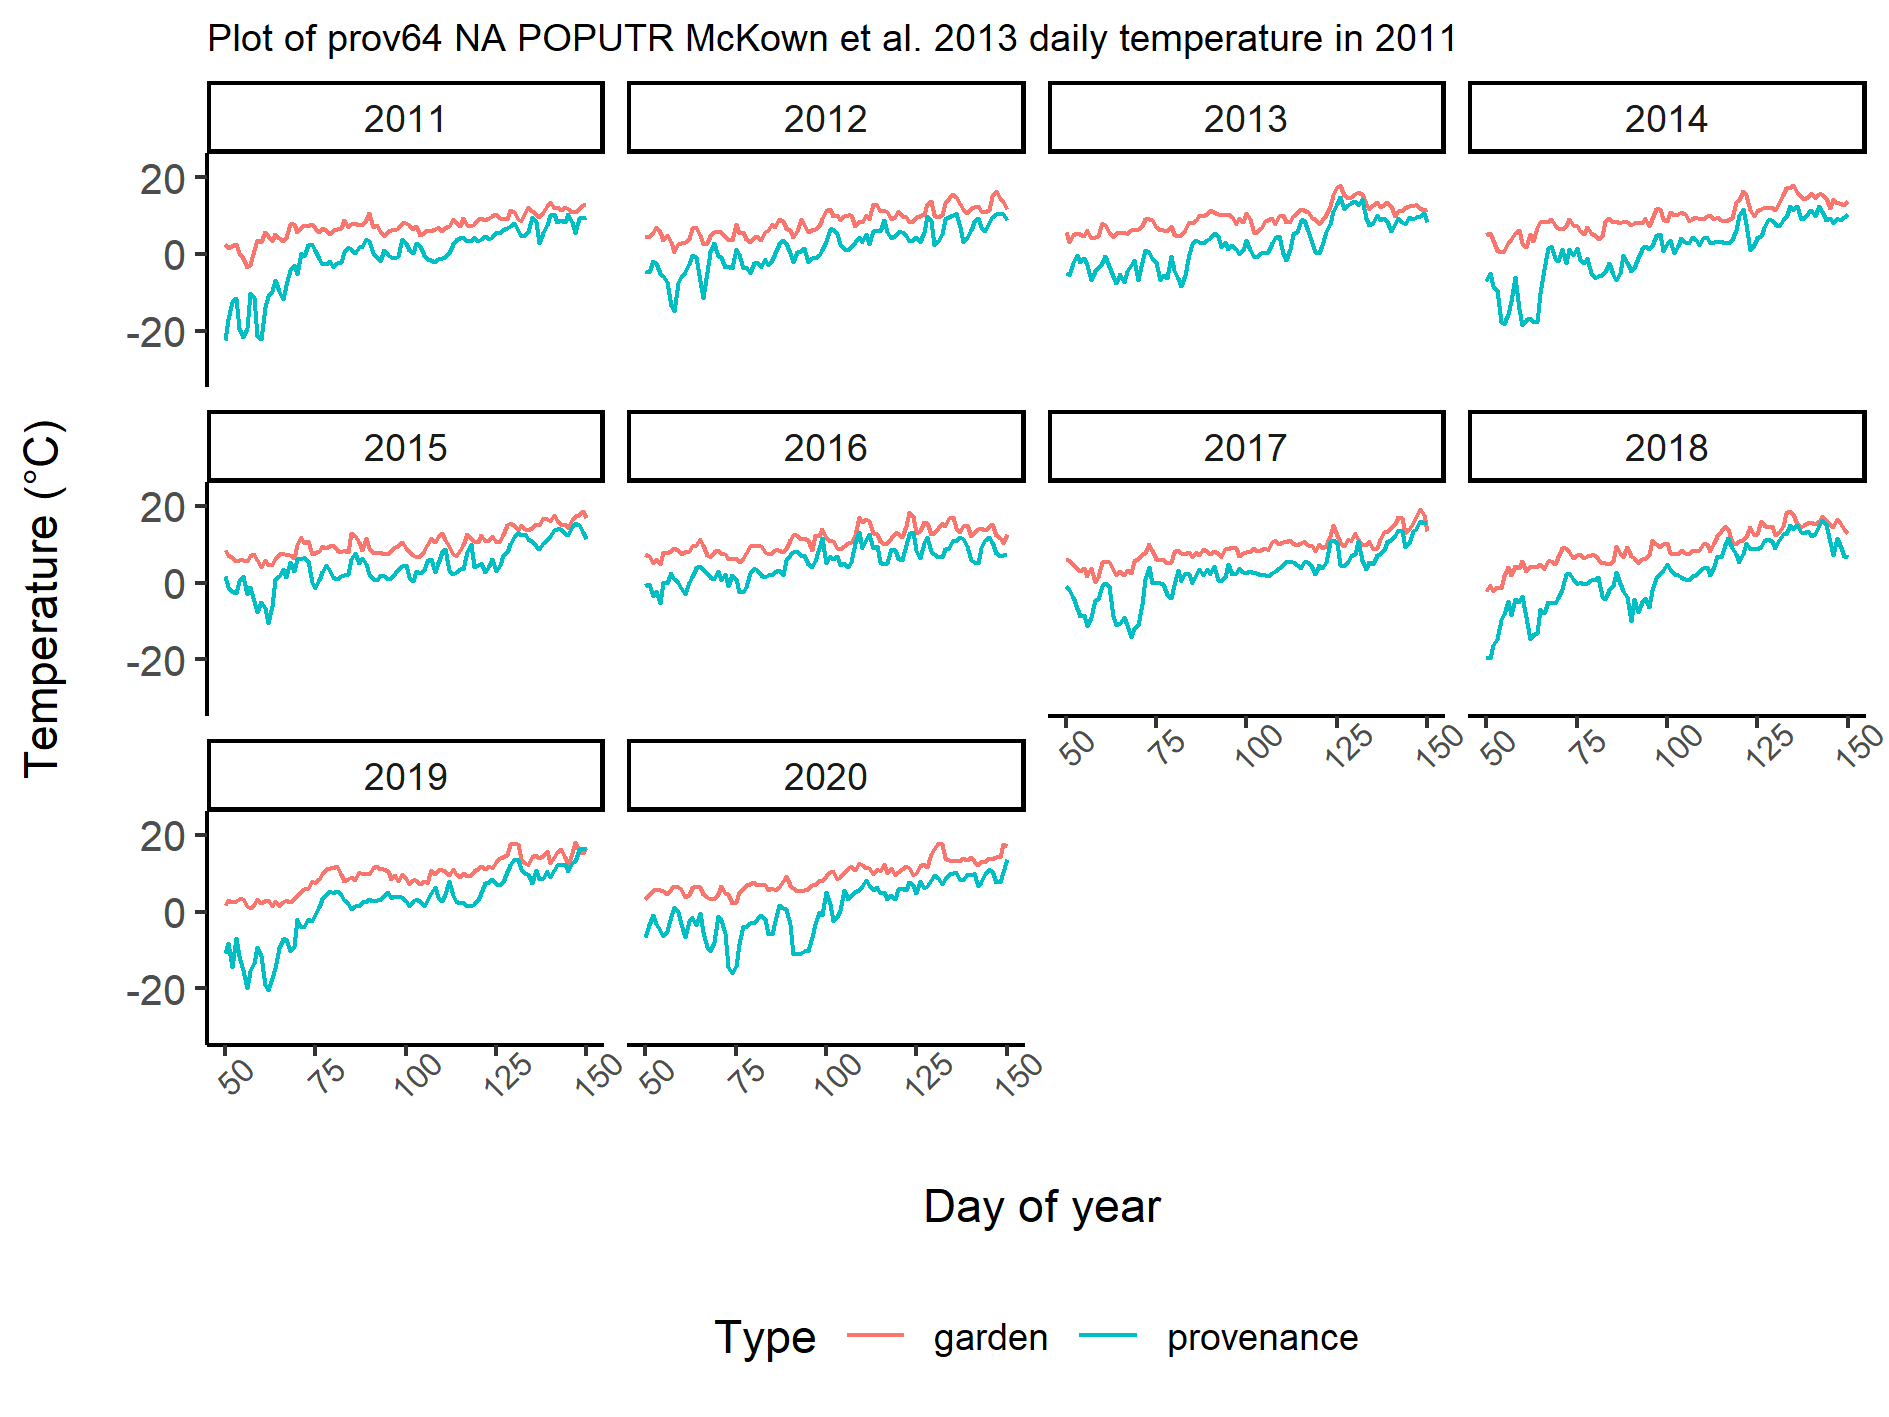 Plot of prov64 NA POPUTR McKown et al. 2013 daily temperature in 2011
2011 2012 2013 2014
20
0
-20
2015 2016 2017 2018
20
0
-20
50 75 100 125 150 50 75 100 125 150
2019 2020
20
0
-20
50 75 100 125 150 50 75 100 125 150
Temperature (°C)
Day of year
Type garden provenance